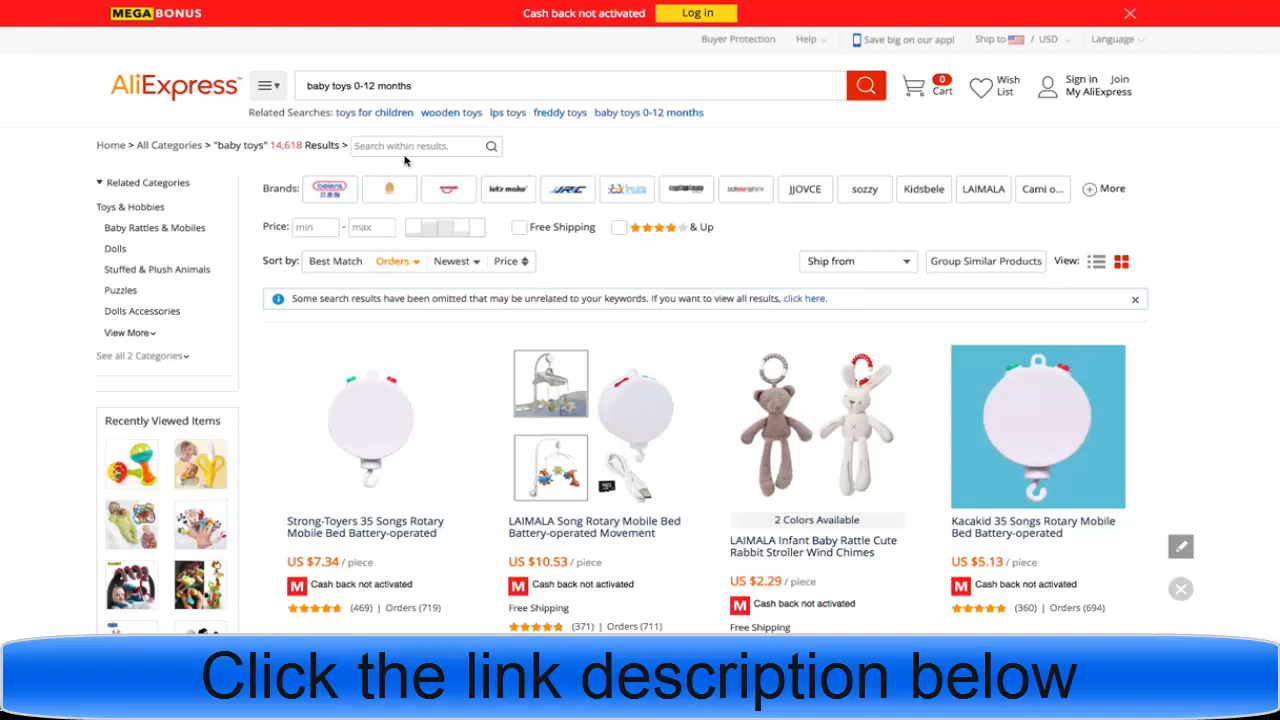 MEGA BONUS Cash back not activated Log in
Buyer Protection Help Save big on our app! Ship to / USD Language
AliExpress baby toys 0-12 months 0 Cart Wish List Sign in Join My AliExpress
Related Searches: toys for children wooden toys lps toys freddy toys baby toys 0-12 months
Home > All Categories > "baby toys" 14,618 Results > Search within results.
Related Categories
Toys & Hobbies
Baby Rattles & Mobiles
Dolls
Stuffed & Plush Animals
Puzzles
Dolls Accessories
View More
See all 2 Categories
Recently Viewed Items
Brands: let's make JRC JJOVCE sozzy Kidsbele LAIMALA Cami o... More
Price: min - max Free Shipping & Up
Sort by: Best Match Orders Newest Price Ship from Group Similar Products View:
Some search results have been omitted that may be unrelated to your keywords. If you want to view all results, click here.
Strong-Toyers 35 Songs Rotary
Mobile Bed Battery-operated
US $7.34 / piece
M Cash back not activated
(469) | Orders (719)
LAIMALA Song Rotary Mobile Bed
Battery-operated Movement
US $10.53 / piece
M Cash back not activated
Free Shipping
(371) | Orders (711)
2 Colors Available
LAIMALA Infant Baby Rattle Cute
Rabbit Stroller Wind Chimes
US $2.29 / piece
M Cash back not activated
Free Shipping
Kacakid 35 Songs Rotary Mobile
Bed Battery-operated
US $5.13 / piece
M Cash back not activated
(360) | Orders (694)
Click the link description below